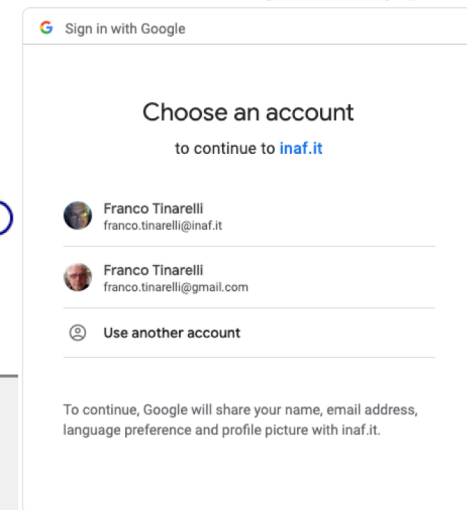 Sign in with Google
Choose an account
to continue to inaf.it
Franco Tinarelli
franco.tinarelli@inaf.it
Franco Tinarelli
franco.tinarelli@gmail.com
Use another account
To continue, Google will share your name, email address,
language preference and profile picture with inaf.it.